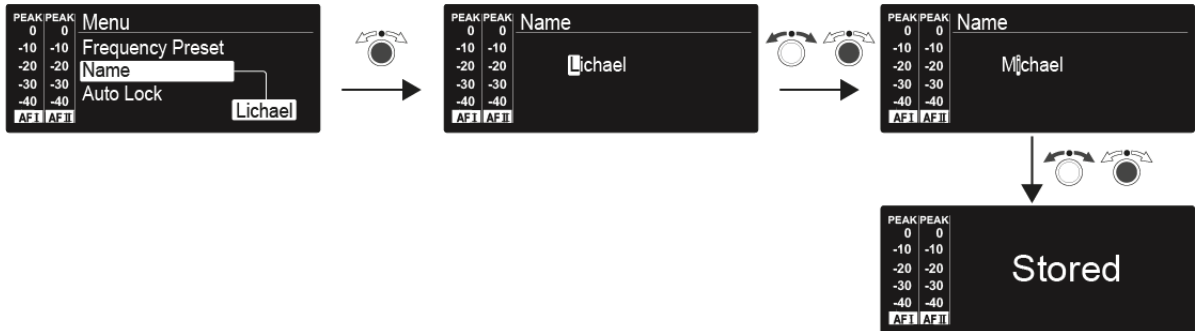 PEAK PEAK Menu
0 0
-10 -10 Frequency Preset
-20 -20 Name
-30 -30 Auto Lock
-40 -40 Lichael
AF I AF II
PEAK PEAK Name
0 0
-10 -10
-20 -20 Lichael
-30 -30
-40 -40
AF I AF II
PEAK PEAK Name
0 0
-10 -10
-20 -20 Michael
-30 -30
-40 -40
AF I AF II
PEAK PEAK
0 0
-10 -10
-20 -20 Stored
-30 -30
-40 -40
AF I AF II